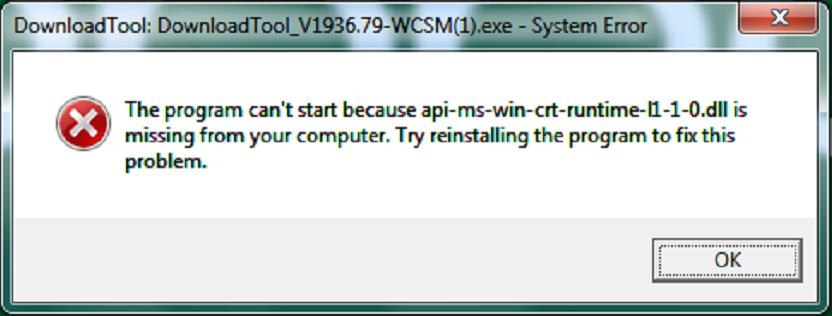 DownloadTool: DownloadTool_V1936.79-WCSM(1).exe - System Error
The program can't start because api-ms-win-crt-runtime-l1-1-0.dll is
missing from your computer. Try reinstalling the program to fix this
problem.
OK